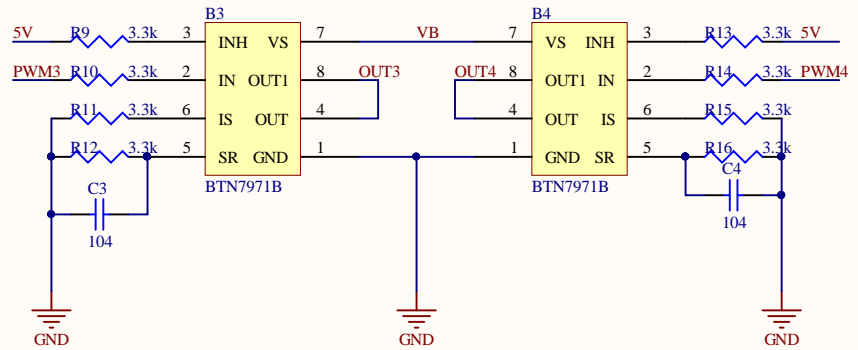 B3 B4
5V R9 3.3k 3 INH VS 7 VB 7 VS INH 3 R13 3.3k 5V
PWM3 R10 3.3k 2 IN OUT1 8 OUT3 OUT4 8 OUT1 IN 2 R14 3.3k PWM4
R11 3.3k 6 IS OUT 4 4 OUT IS 6 R15 3.3k
R12 3.3k 5 SR GND 1 1 GND SR 5 R16 3.3k
C3 BTN7971B BTN7971B C4
104 104
GND GND GND